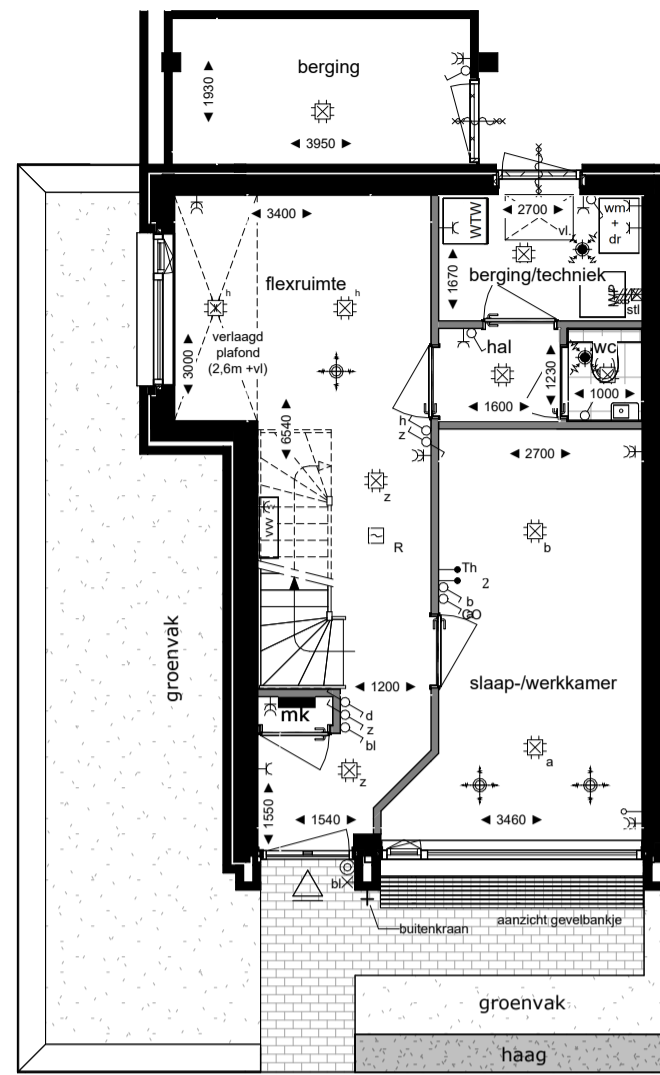 berging
1930
3950
3400
WTW
2700
wm
+
dr
vl.
flexruimte
berging/techniek
1670
WP
stl
h
h
verlaagd
plafond
(2,6m +vl)
3000
hal
wc
1230
1600
1000
6540
h
z
2700
z
vw
b
R
Th
2
b
a
CO
groenvak
slaap-/werkkamer
1200
mk
d
z
bl
a
z
1550
1540
3460
bl
buitenkraan
aanzicht gevelbankje
groenvak
haag